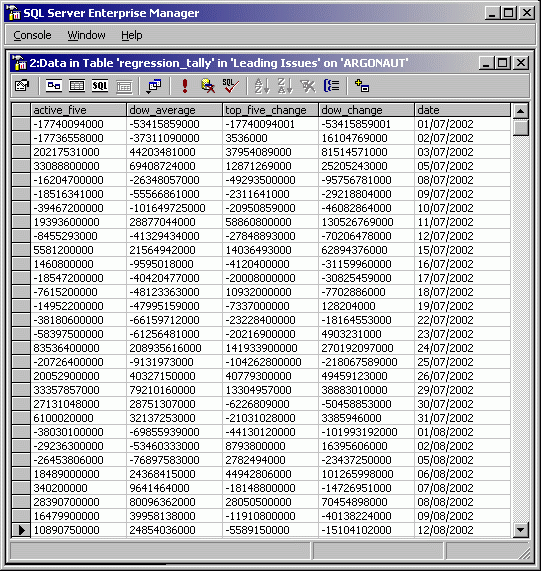 SQL Server Enterprise Manager
Console Window Help
2:Data in Table 'regression_tally' in 'Leading Issues' on 'ARGONAUT'
SQL SQL A Z Z A
active_five dow_average top_five_change dow_change date
-17740094000 -53415859000 -17740094001 -53415859001 01/07/2002
-17736558000 -37311090000 3536000 16104769000 02/07/2002
20217531000 44203481000 37954089000 81514571000 03/07/2002
33088800000 69408724000 12871269000 25205243000 05/07/2002
-16204700000 -26348057000 -49293500000 -95756781000 08/07/2002
-18516341000 -55566861000 -2311641000 -29218804000 09/07/2002
-39467200000 -101649725000 -20950859000 -46082864000 10/07/2002
19393600000 28877044000 58860800000 130526769000 11/07/2002
-8455293000 -41329434000 -27848893000 -70206478000 12/07/2002
5581200000 21564942000 14036493000 62894376000 15/07/2002
1460800000 -9595018000 -4120400000 -31159960000 16/07/2002
-18547200000 -40420477000 -20008000000 -30825459000 17/07/2002
-7615200000 -48123363000 10932000000 -7702886000 18/07/2002
-14952200000 -47995159000 -7337000000 128204000 19/07/2002
-38180600000 -66159712000 -23228400000 -18164553000 22/07/2002
-58397500000 -61256481000 -20216900000 4903231000 23/07/2002
83536400000 208935616000 141933900000 270192097000 24/07/2002
-20726400000 -9131973000 -104262800000 -218067589000 25/07/2002
20052900000 40327150000 40779300000 49459123000 26/07/2002
33357857000 79210160000 13304957000 38883010000 29/07/2002
27131048000 28751307000 -6226809000 -50458853000 30/07/2002
6100020000 32137253000 -21031028000 3385946000 31/07/2002
-38030100000 -69855939000 -44130120000 -101993192000 01/08/2002
-29236300000 -53460333000 8793800000 16395606000 02/08/2002
-26453806000 -76897583000 2782494000 -23437250000 05/08/2002
18489000000 24368415000 44942806000 101265998000 06/08/2002
340200000 9641464000 -18148800000 -14726951000 07/08/2002
28390700000 80096362000 28050500000 70454898000 08/08/2002
16479900000 39958138000 -11910800000 -40138224000 09/08/2002
10890750000 24854036000 -5589150000 -15104102000 12/08/2002